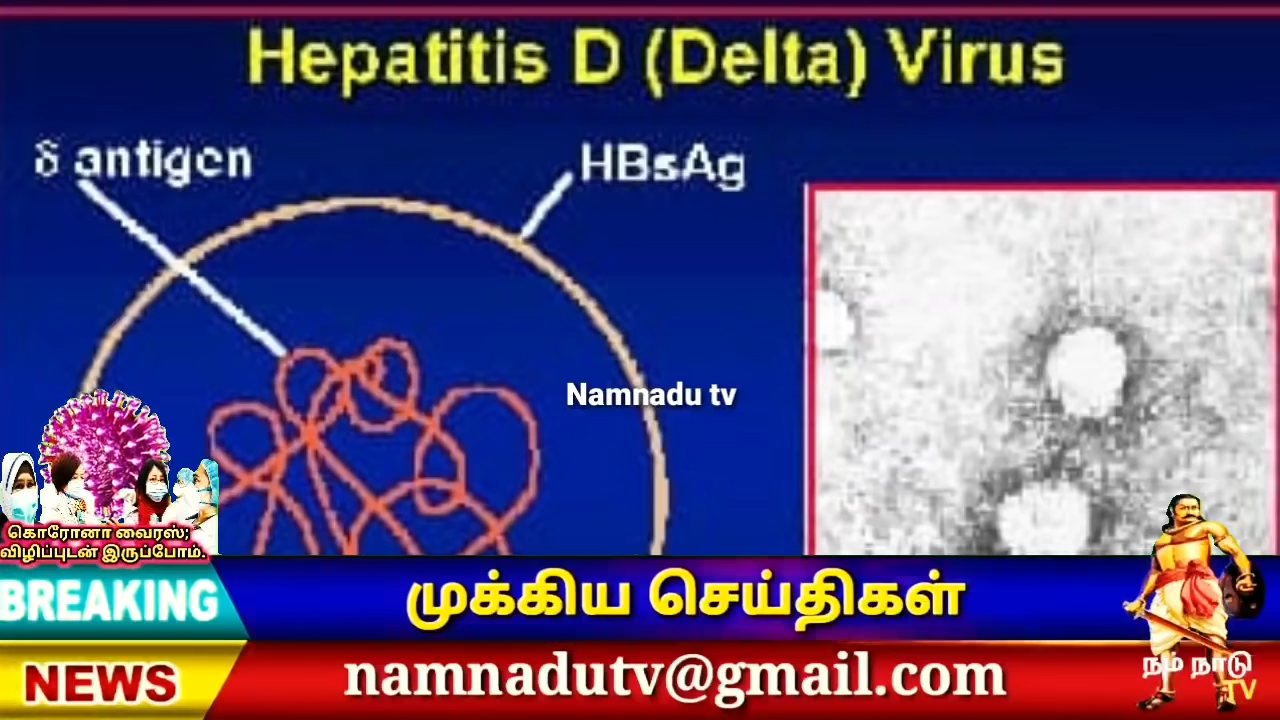 Hepatitis D (Delta) Virus
δ antigen
HBsAg
Namnadu tv
கொரோனா வைரஸ்;
விழிப்புடன் இருப்போம்.
BREAKING
முக்கிய செய்திகள்
NEWS
namnadutv@gmail.com
நம் நாடு
TV